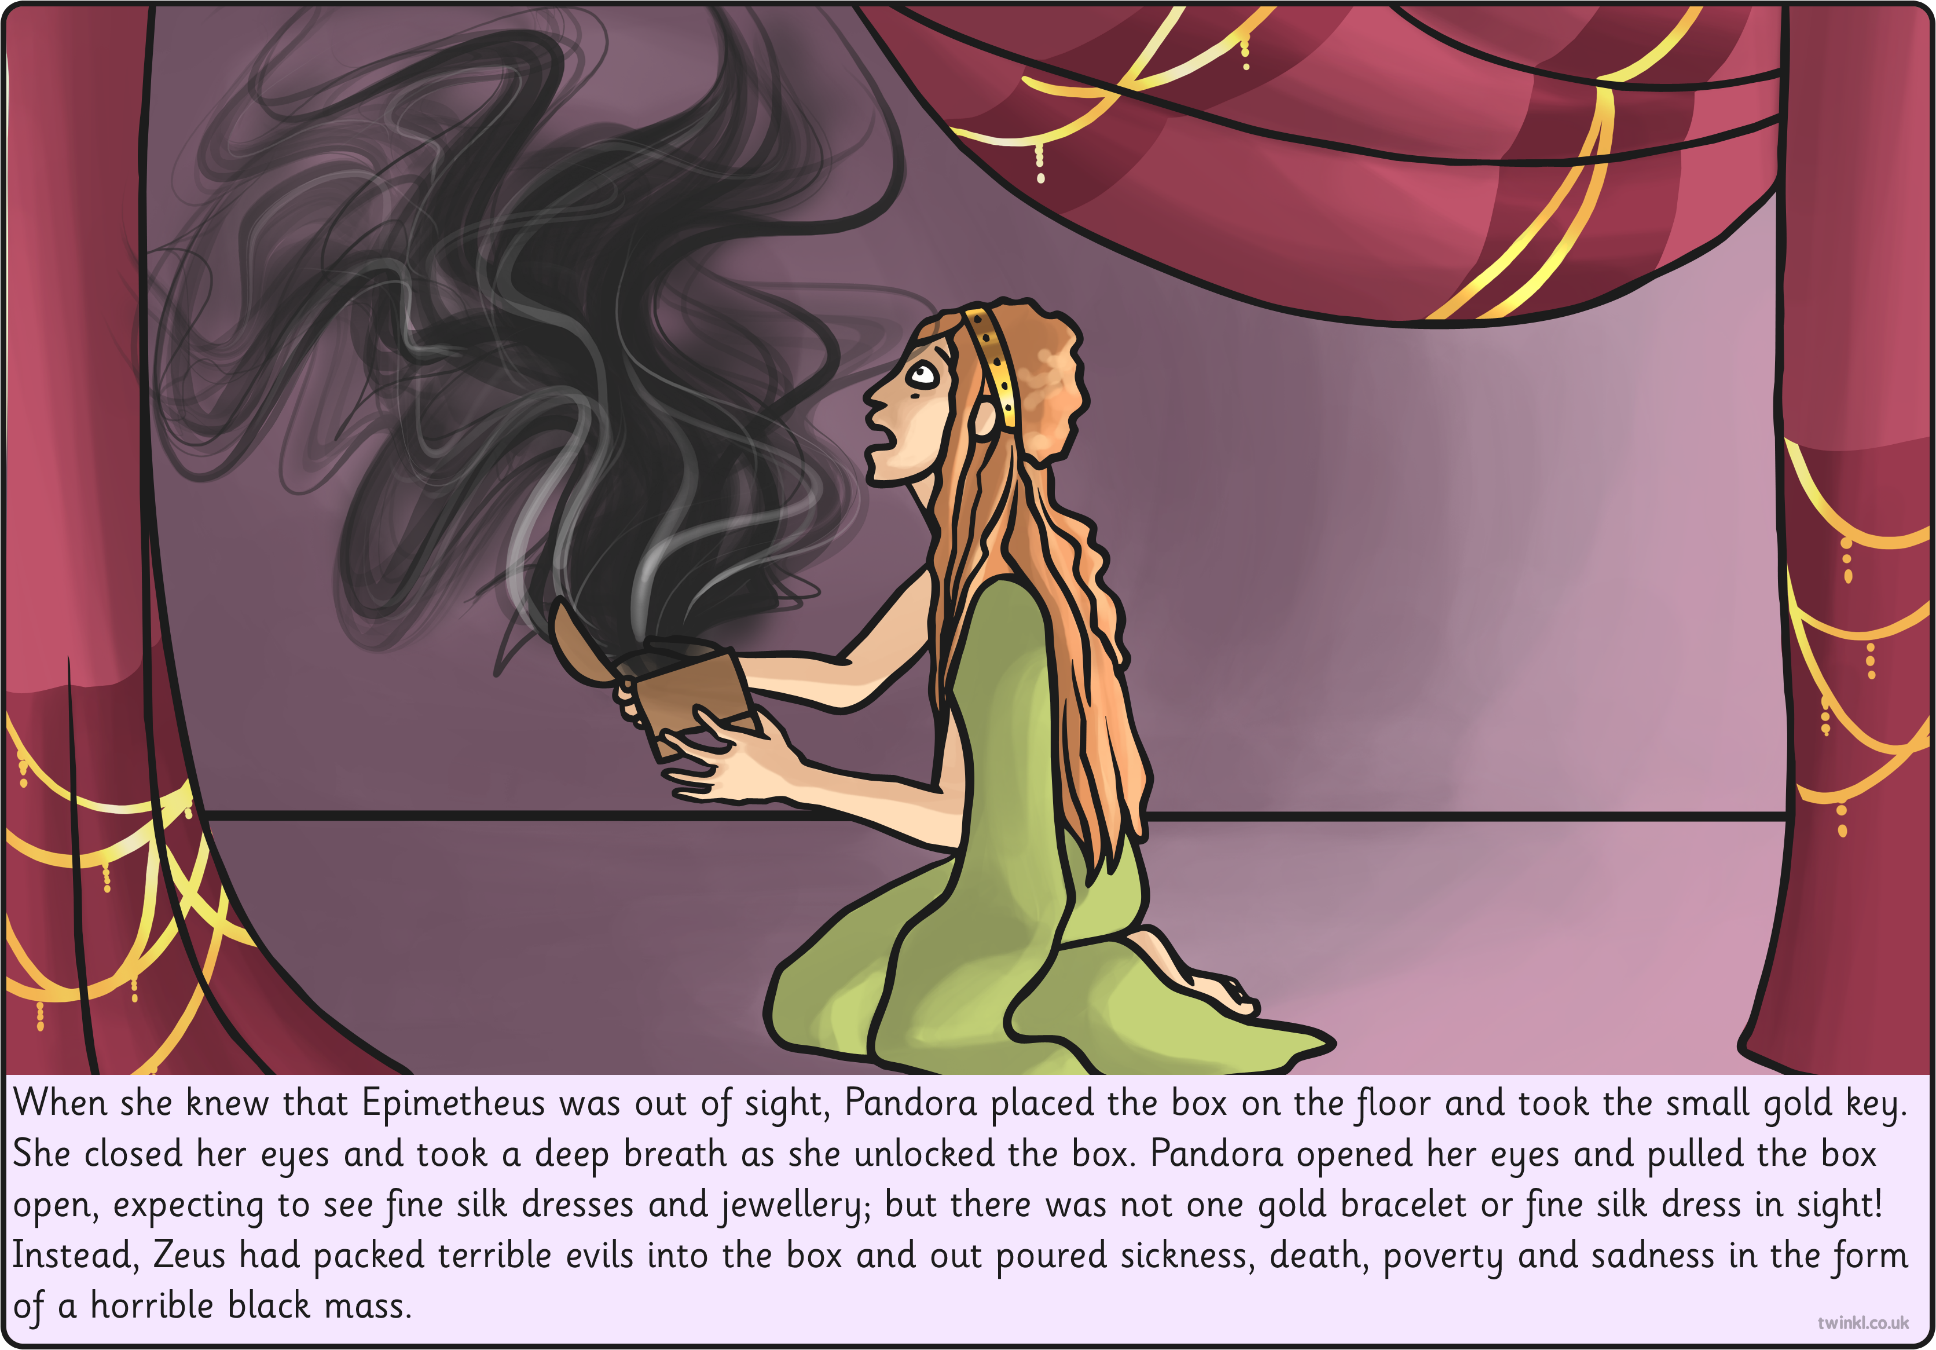 When she knew that Epimetheus was out of sight, Pandora placed the box on the floor and took the small gold key.
She closed her eyes and took a deep breath as she unlocked the box. Pandora opened her eyes and pulled the box
open, expecting to see fine silk dresses and jewellery; but there was not one gold bracelet or fine silk dress in sight!
Instead, Zeus had packed terrible evils into the box and out poured sickness, death, poverty and sadness in the form
of a horrible black mass.
twinkl.co.uk